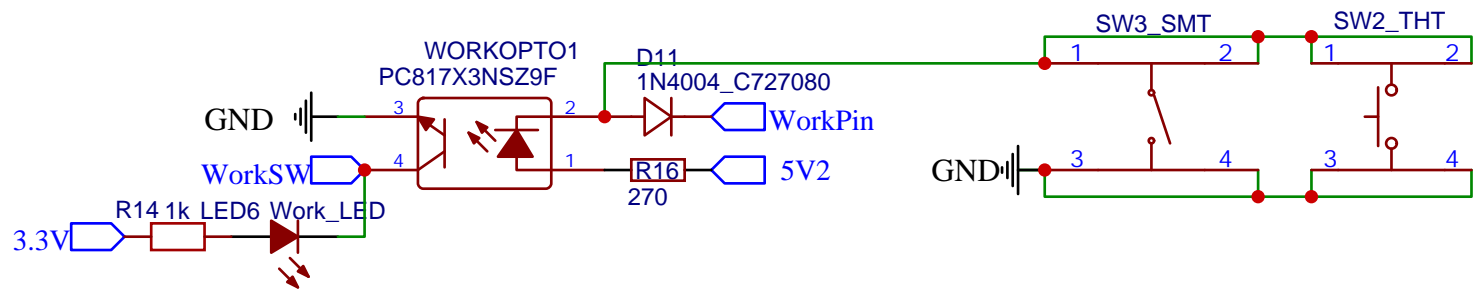 SW3_SMT
SW2_THT
1
2
1
2
WORKOPTO1
PC817X3NSZ9F
D11
1N4004_C727080
GND
3
2
WorkPin
WorkSW
4
1
R16
270
5V2
GND
3
4
3
4
R14
1k
LED6
Work_LED
3.3V